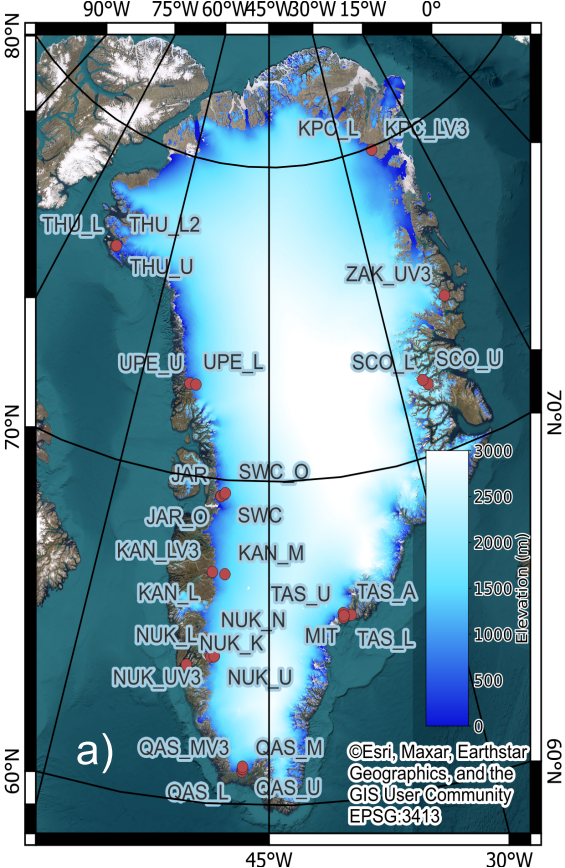 90°W 75°W 60°W 45°W 30°W 15°W 0°
80°N
KPC_L KPC_LV3
THU_L THU_L2
THU_U
ZAK_UV3
UPE_U UPE_L
SCO_L SCO_U
70°N
70°N
3000
JAR SWC_O
2500
JAR_O SWC
KAN_LV3 KAN_M
2000
1500
KAN_L TAS_U TAS_A
1000
Elevation (m)
NUK_N
NUK_L NUK_K MIT TAS_L
500
NUK_UV3 NUK_U
0
a)
QAS_MV3 QAS_M
QAS_L QAS_U
©Esri, Maxar, Earthstar
Geographics, and the
GIS User Community
EPSG:3413
60°N
60°N
45°W 30°W